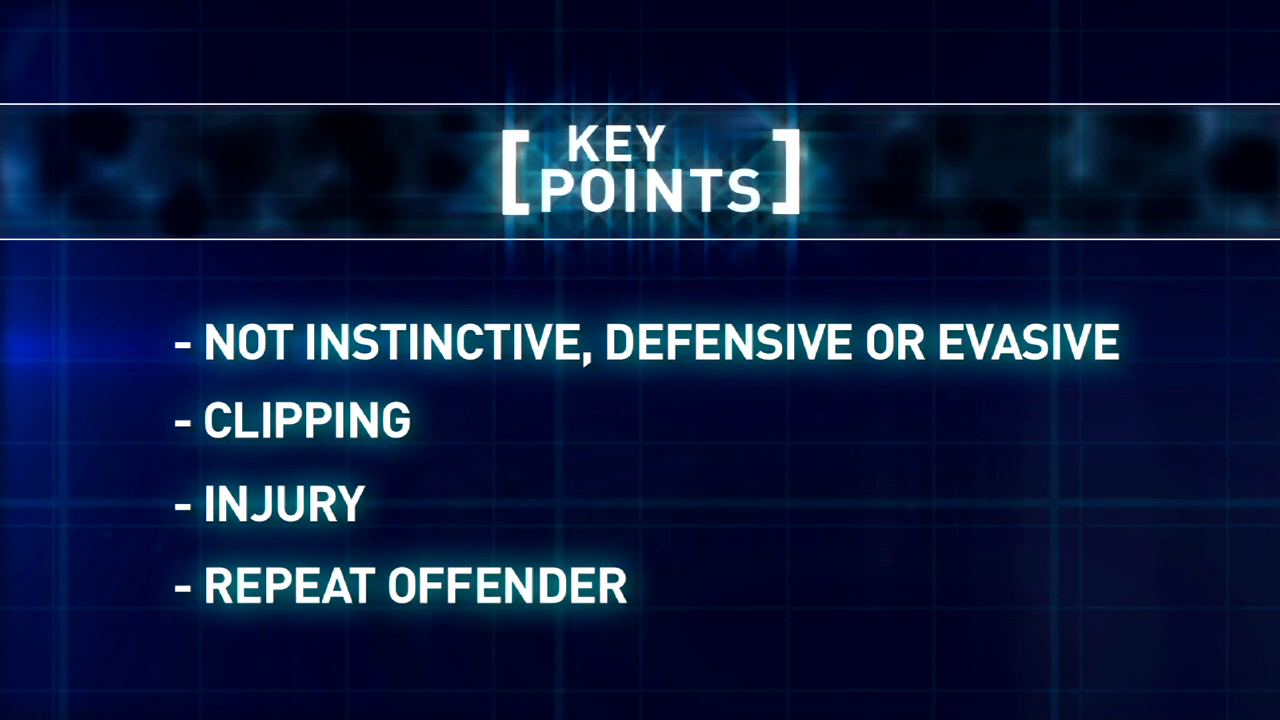 [KEY
POINTS]
- NOT INSTINCTIVE, DEFENSIVE OR EVASIVE
- CLIPPING
- INJURY
- REPEAT OFFENDER